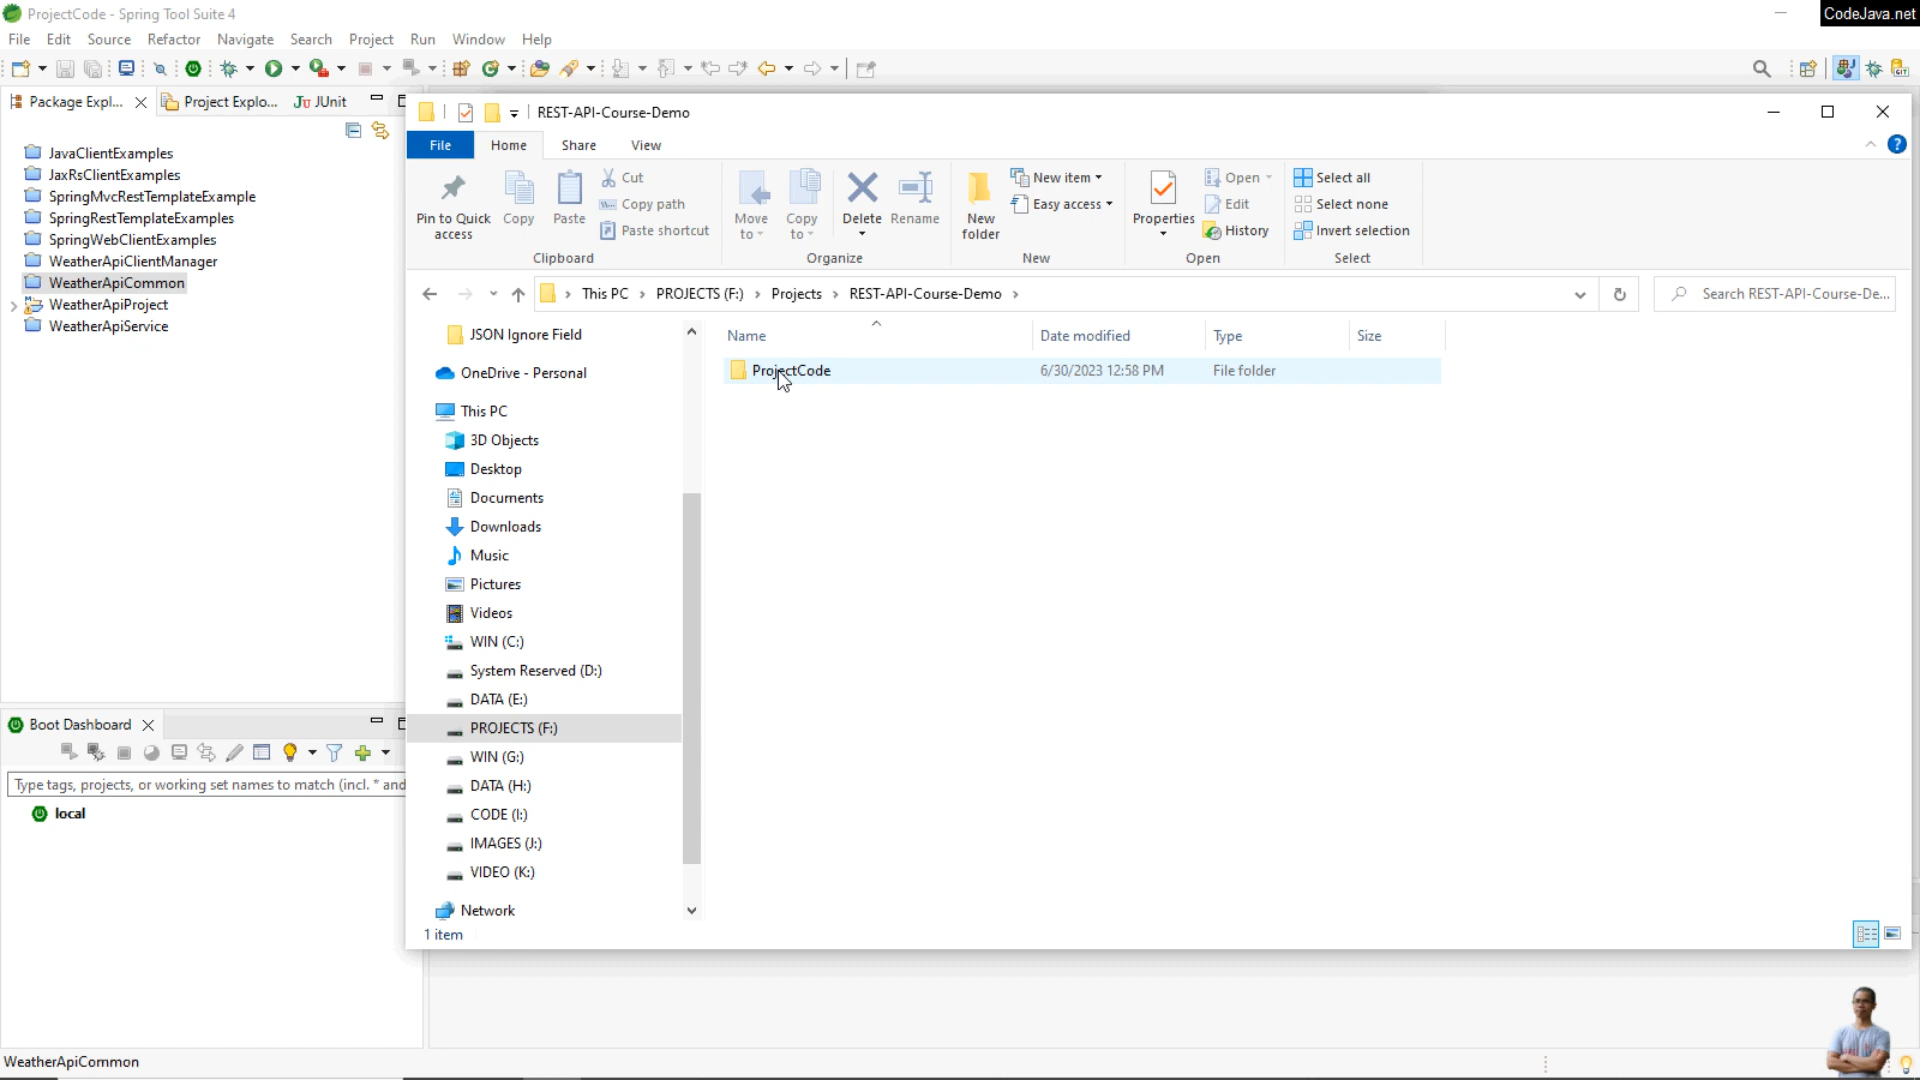 ProjectCode - Spring Tool Suite 4
CodeJava.net
File Edit Source Refactor Navigate Search Project Run Window Help
Package Expl... Project Explo... JUnit
JavaClientExamples
JaxRsClientExamples
SpringMvcRestTemplateExample
SpringRestTemplateExamples
SpringWebClientExamples
WeatherApiClientManager
WeatherApiCommon
WeatherApiProject
WeatherApiService
Boot Dashboard
Type tags, projects, or working set names to match (incl. * and
local
WeatherApiCommon
REST-API-Course-Demo
File Home Share View
Pin to Quick access
Copy
Paste
Cut
Copy path
Paste shortcut
Clipboard
Move to
Copy to
Delete
Rename
Organize
New folder
New item
Easy access
New
Properties
Open
Edit
History
Open
Select all
Select none
Invert selection
Select
This PC > PROJECTS (F:) > Projects > REST-API-Course-Demo >
Search REST-API-Course-De...
JSON Ignore Field
OneDrive - Personal
This PC
3D Objects
Desktop
Documents
Downloads
Music
Pictures
Videos
WIN (C:)
System Reserved (D:)
DATA (E:)
PROJECTS (F:)
WIN (G:)
DATA (H:)
CODE (I:)
IMAGES (J:)
VIDEO (K:)
Network
Name Date modified Type Size
ProjectCode 6/30/2023 12:58 PM File folder
1 item